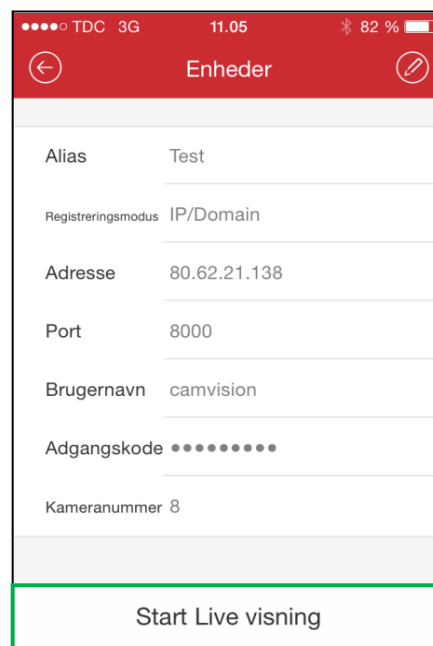 TDC 3G 11.05 82 %
Enheder
Alias Test
Registreringsmodus IP/Domain
Adresse 80.62.21.138
Port 8000
Brugernavn camvision
Adgangskode ●●●●●●●●●
Kameranummer 8
Start Live visning